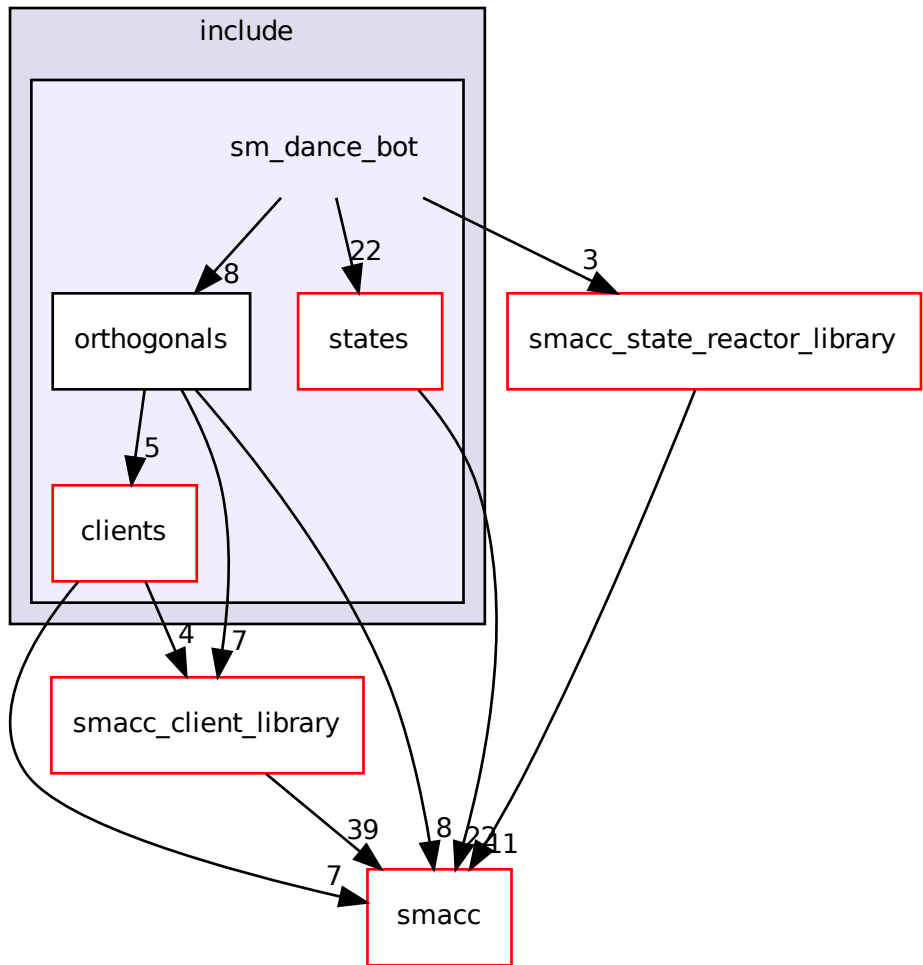 include
sm_dance_bot
22
3
8
orthogonals
states
smacc_state_reactor_library
5
clients
4
7
smacc_client_library
39
8
22
11
7
smacc